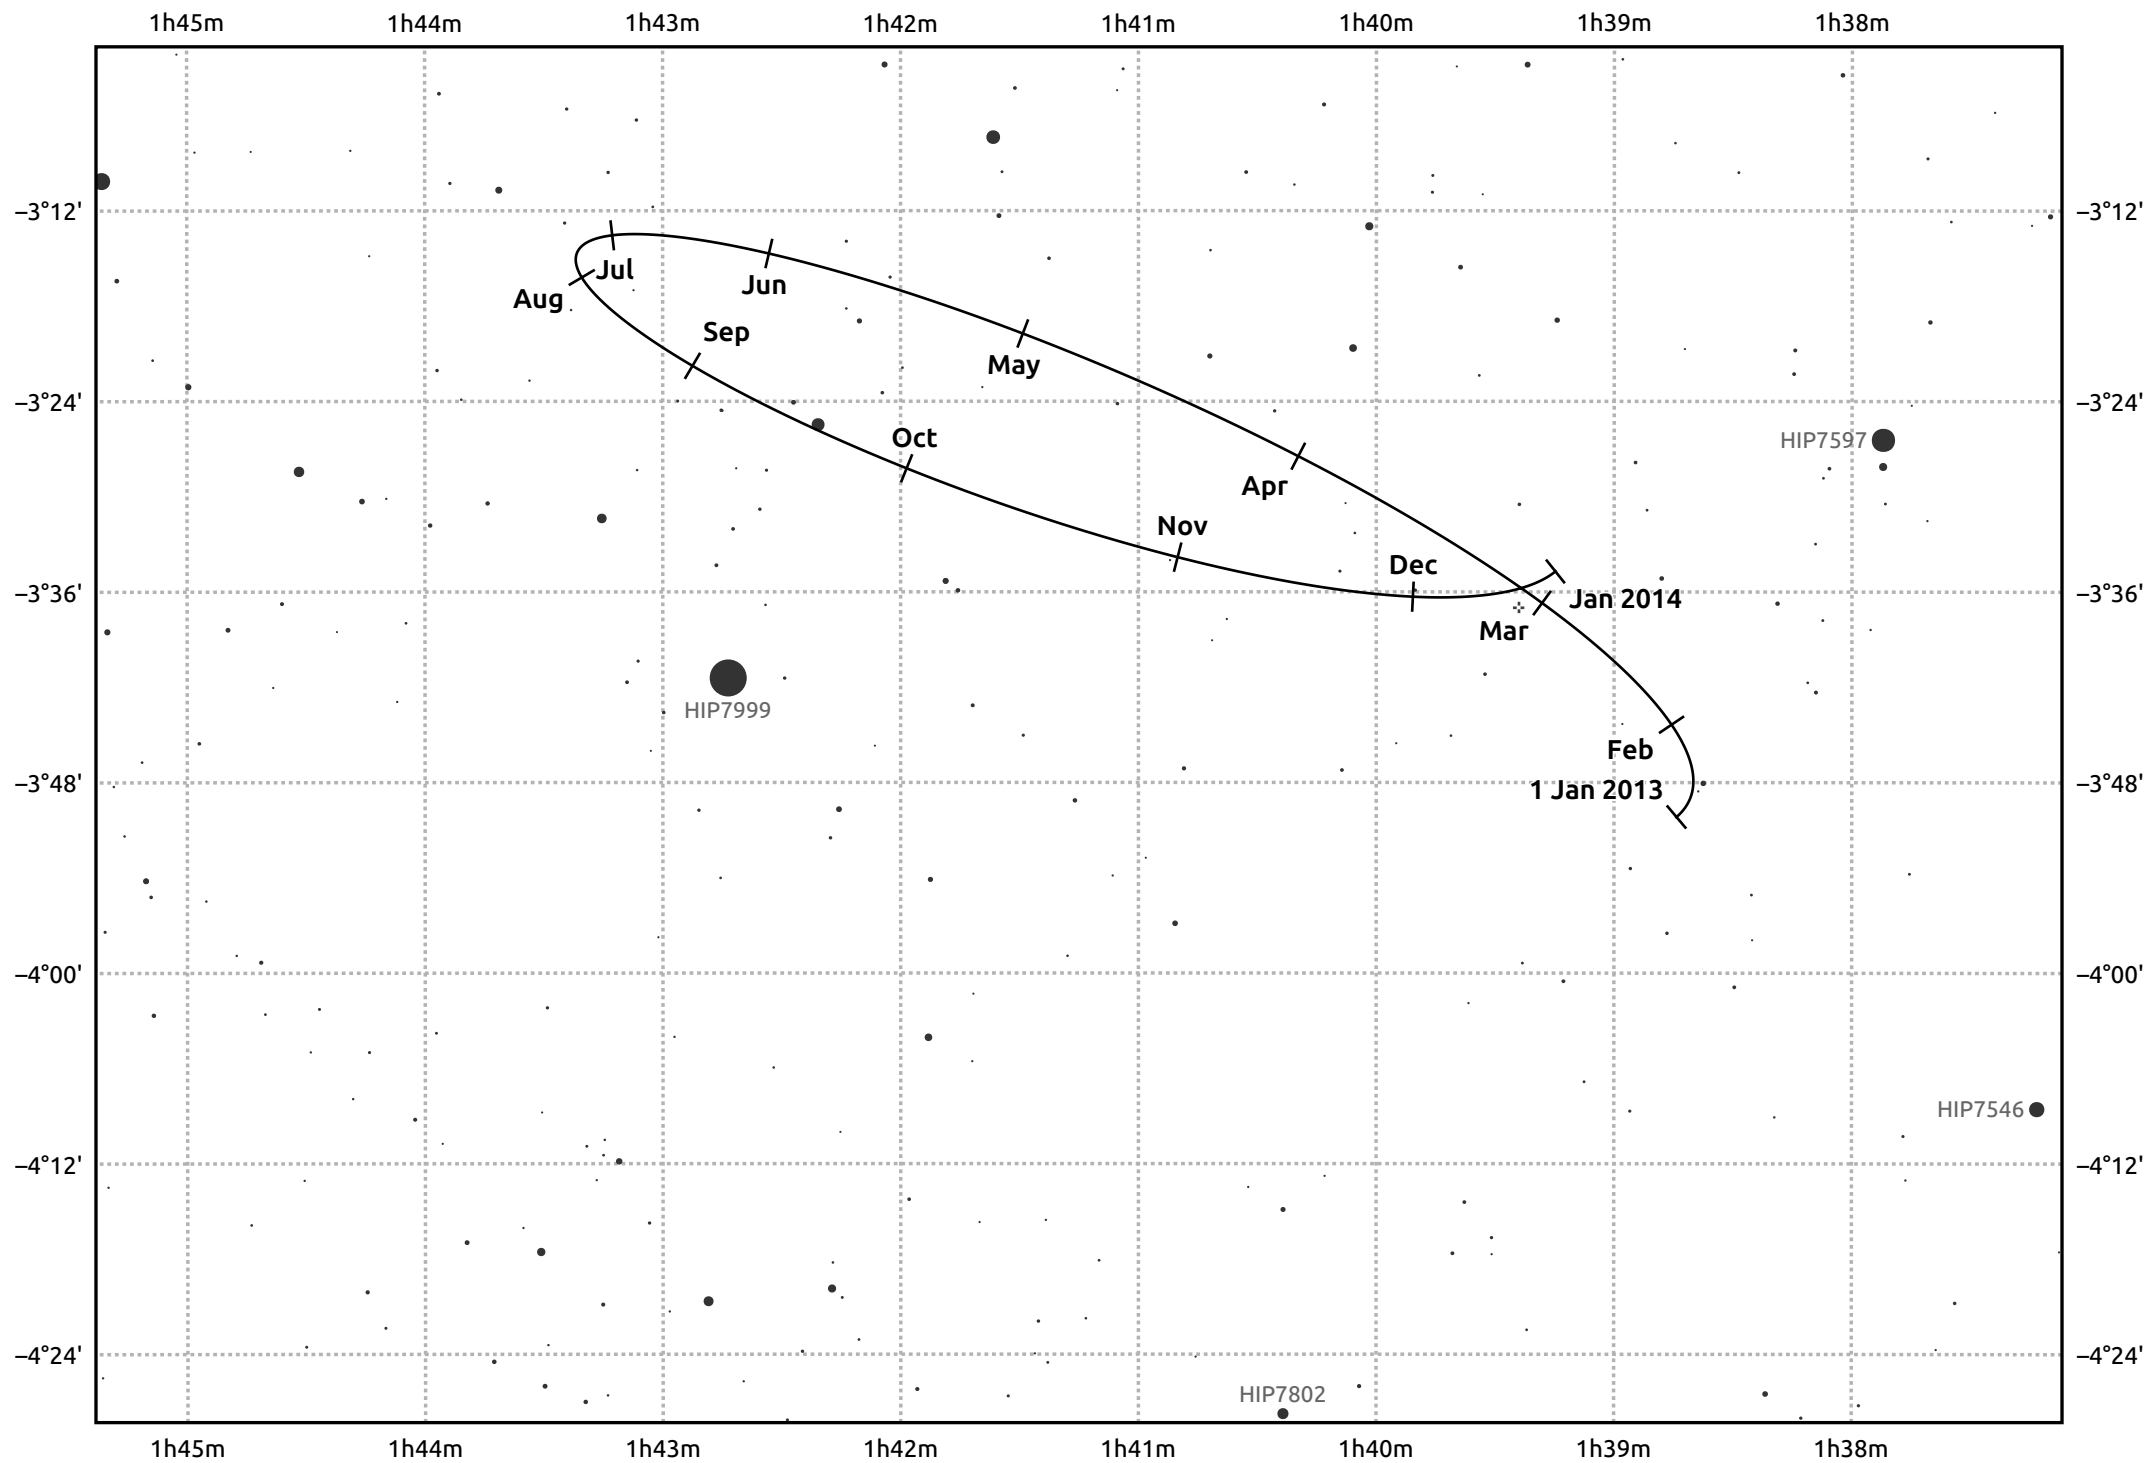 1h45m 1h44m 1h43m 1h42m 1h41m 1h40m 1h39m 1h38m
−3°12' −3°12'
Jul
Jun
Aug
Sep
May
−3°24' −3°24'
Oct
HIP7597
Apr
Nov
Dec
−3°36' −3°36'
Jan 2014
Mar
HIP7999
Feb
−3°48' 1 Jan 2013 −3°48'
−4°00' −4°00'
HIP7546
−4°12' −4°12'
−4°24' −4°24'
HIP7802
1h45m 1h44m 1h43m 1h42m 1h41m 1h40m 1h39m 1h38m